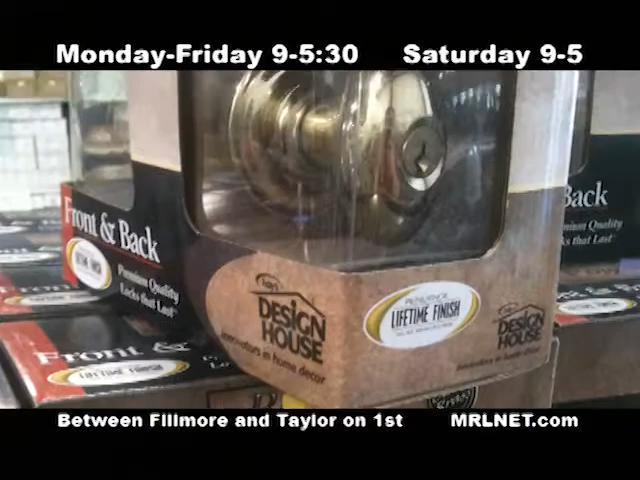 Monday-Friday 9-5:30 Saturday 9-5
Front & Back
Premium Quality
Locks that Last
DESIGN
HOUSE
innovators in home decor
LIFETIME FINISH
DESIGN
HOUSE
Back
Quality
that Last
Front &
LIFETIME FINISH
Between Fillmore and Taylor on 1st MRLNET.com